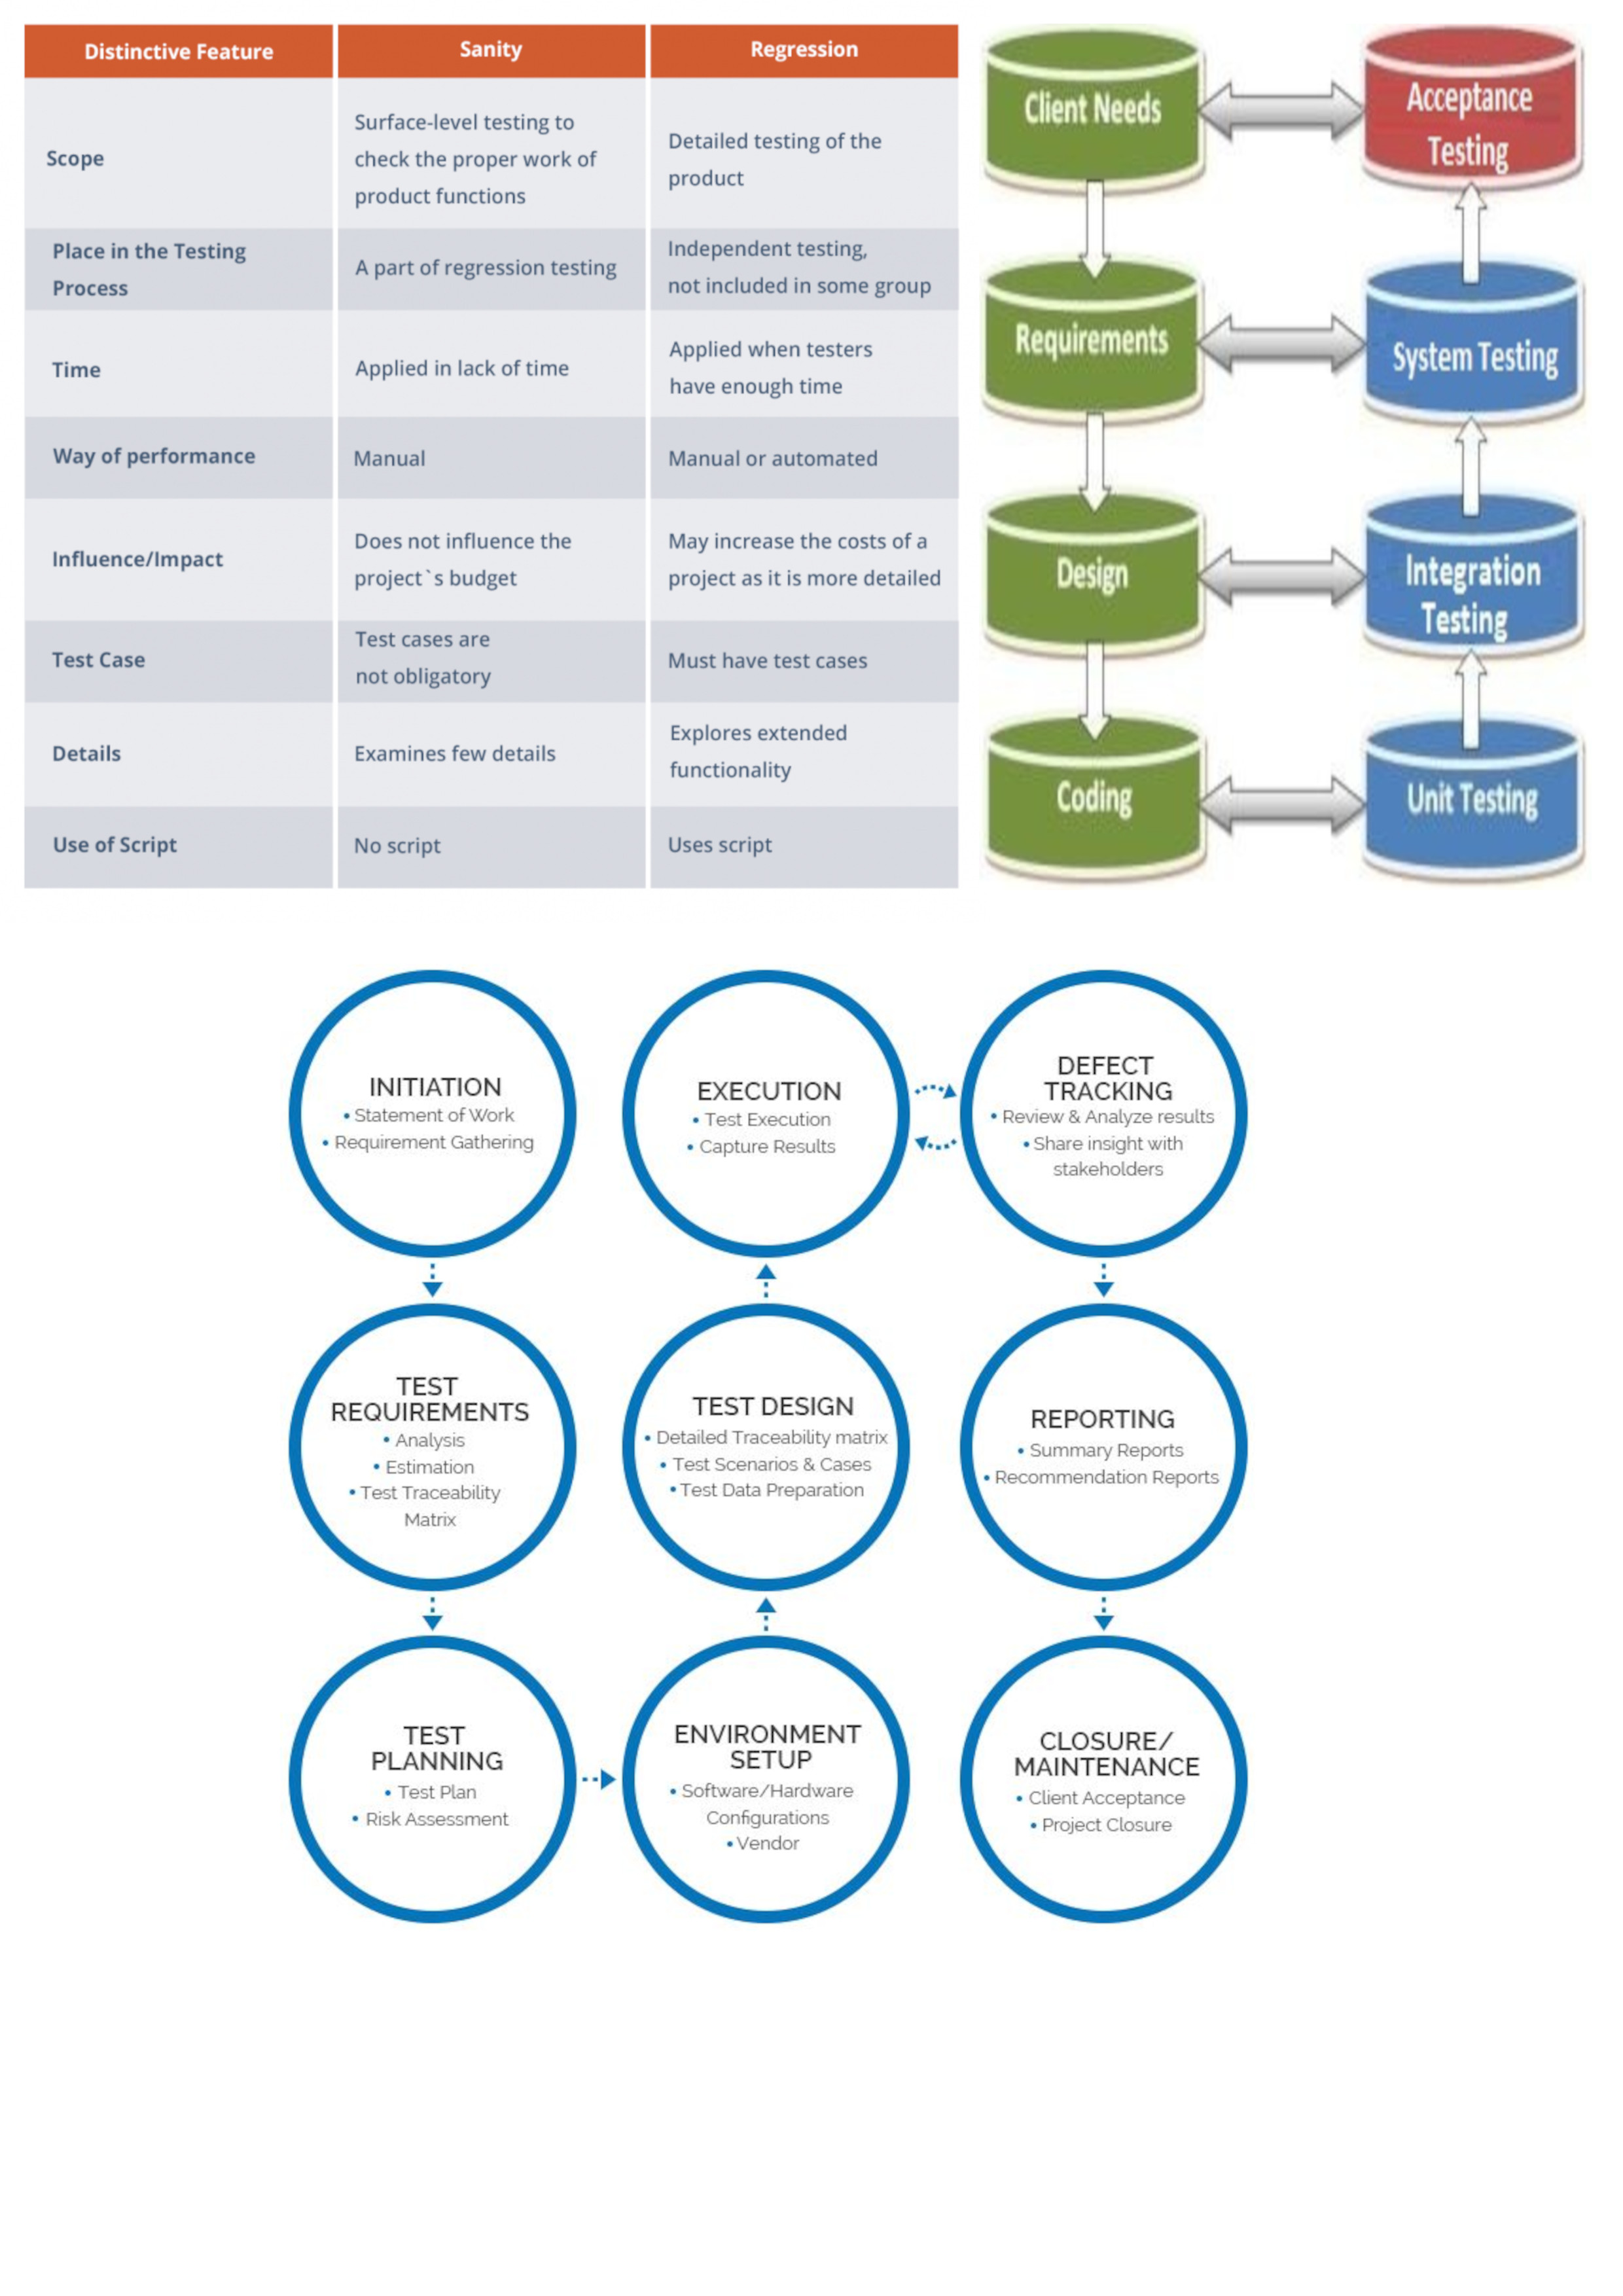 Distinctive Feature
Sanity
Regression
Scope
Surface-level testing to
check the proper work of
product functions
Detailed testing of the
product
Place in the Testing
Process
A part of regression testing
Independent testing,
not included in some group
Time
Applied in lack of time
Applied when testers
have enough time
Way of performance
Manual
Manual or automated
Influence/Impact
Does not influence the
project`s budget
May increase the costs of a
project as it is more detailed
Test Case
Test cases are
not obligatory
Must have test cases
Details
Examines few details
Explores extended
functionality
Use of Script
No script
Uses script
Client Needs
Acceptance
Testing
Requirements
System Testing
Design
Integration
Testing
Coding
Unit Testing
INITIATION
• Statement of Work
• Requirement Gathering
EXECUTION
• Test Execution
• Capture Results
DEFECT
TRACKING
• Review & Analyze results
• Share insight with
stakeholders
TEST
REQUIREMENTS
• Analysis
• Estimation
• Test Traceability
Matrix
TEST DESIGN
• Detailed Traceability matrix
• Test Scenarios & Cases
• Test Data Preparation
REPORTING
• Summary Reports
• Recommendation Reports
TEST
PLANNING
• Test Plan
• Risk Assessment
ENVIRONMENT
SETUP
• Software/Hardware
Configurations
• Vendor
CLOSURE/
MAINTENANCE
• Client Acceptance
• Project Closure